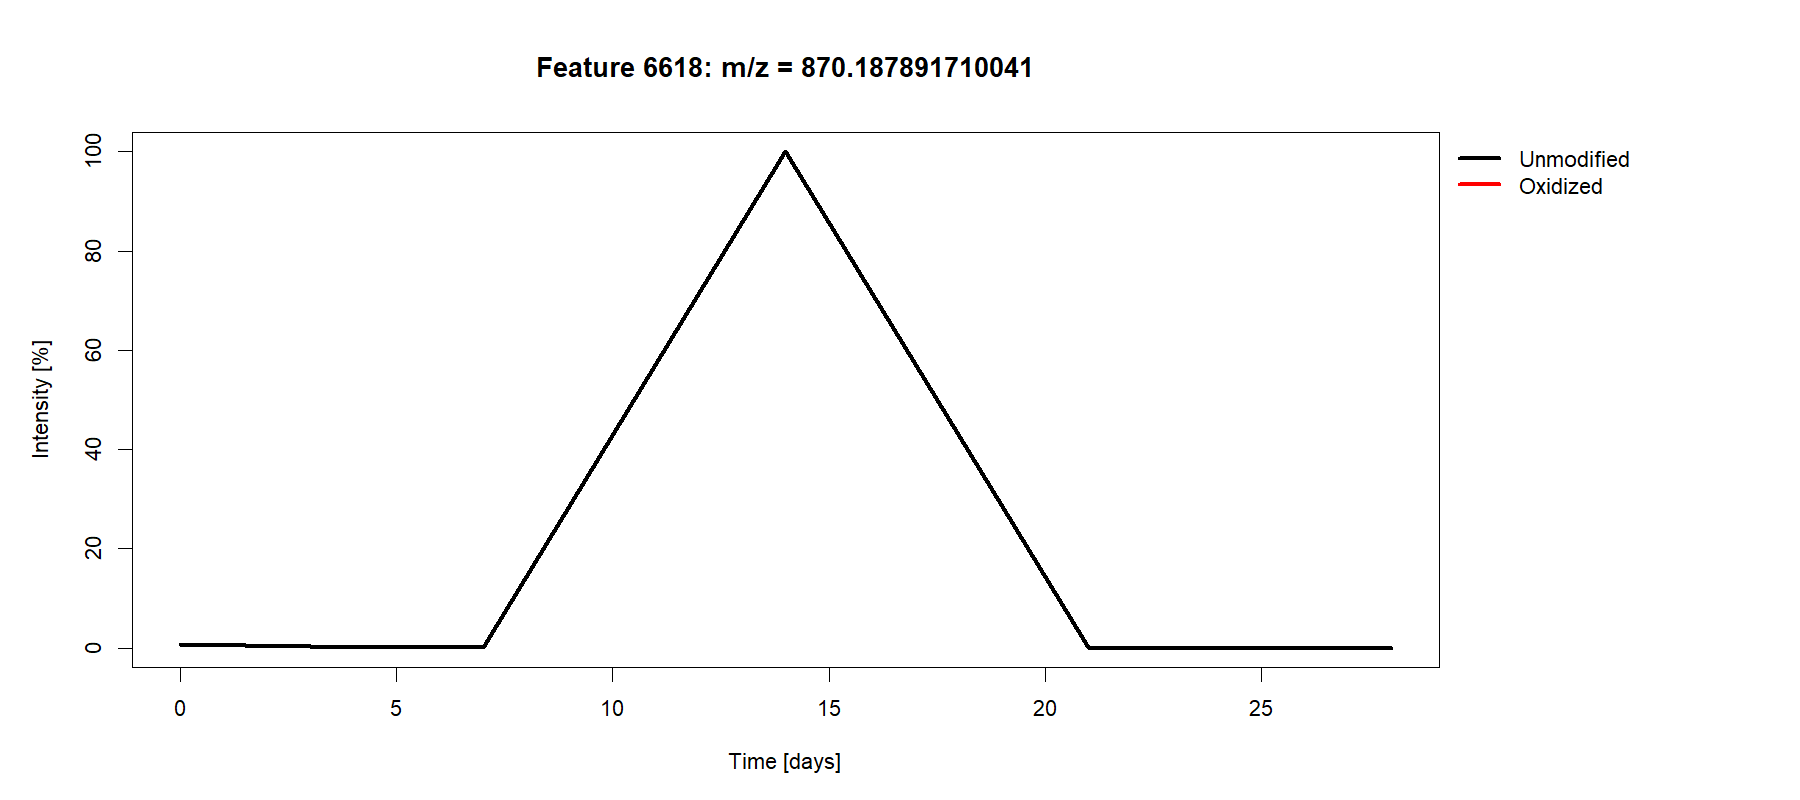 Feature 6618: m/z = 870.187891710041
Unmodified
Oxidized
Intensity [%]
100
80
60
40
20
0
0 5 10 15 20 25
Time [days]